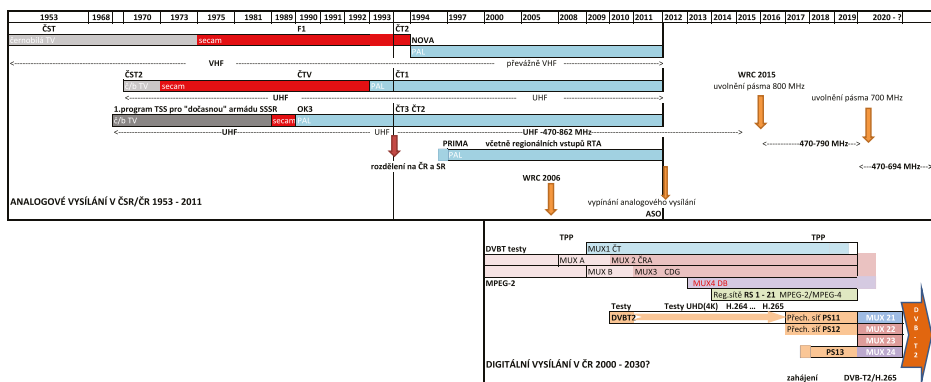 1953 1968 1970 1973 1975 1981 1989 1990 1991 1992 1993 1994 1997 2000 2005 2008 2009 2010 2011 2012 2013 2014 2015 2016 2017 2018 2019 2020 - ?
ČST F1 ČT2
černobílá TV secam NOVA
PAL
VHF převážně VHF
ČST2 ČTV ČT1
č/b TV secam PAL
UHF UHF
WRC 2015
uvolnění pásma 800 MHz
uvolnění pásma 700 MHz
1.program TSS pro "dočasnou" armádu SSSR OK3 ČT3 ČT2
č/b TV secam PAL
UHF UHF UHF -470-862 MHz
PRIMA včetně regionálních vstupů RTA
PAL
470-790 MHz
rozdělení na ČR a SR
470-694 MHz
WRC 2006
ANALOGOVÉ VYSÍLÁNÍ V ČSR/ČR 1953 - 2011
vypínání analogového vysílání
ASO
TPP TPP
DVBT testy MUX1 ČT
MUX A MUX 2 ČRA
MUX B MUX3 CDG
MPEG-2 MUX4 DB
Reg.sítě RS 1 - 21 MPEG-2/MPEG-4
Testy Testy UHD(4K) H.264 ... H.265
DVBT2 Přech. síť PS11 MUX 21
Přech. síť PS12 MUX 22
MUX 23
PS13 MUX 24
DVB-T2
DIGITÁLNÍ VYSÍLÁNÍ V ČR 2000 - 2030?
zahájení DVB-T2/H.265